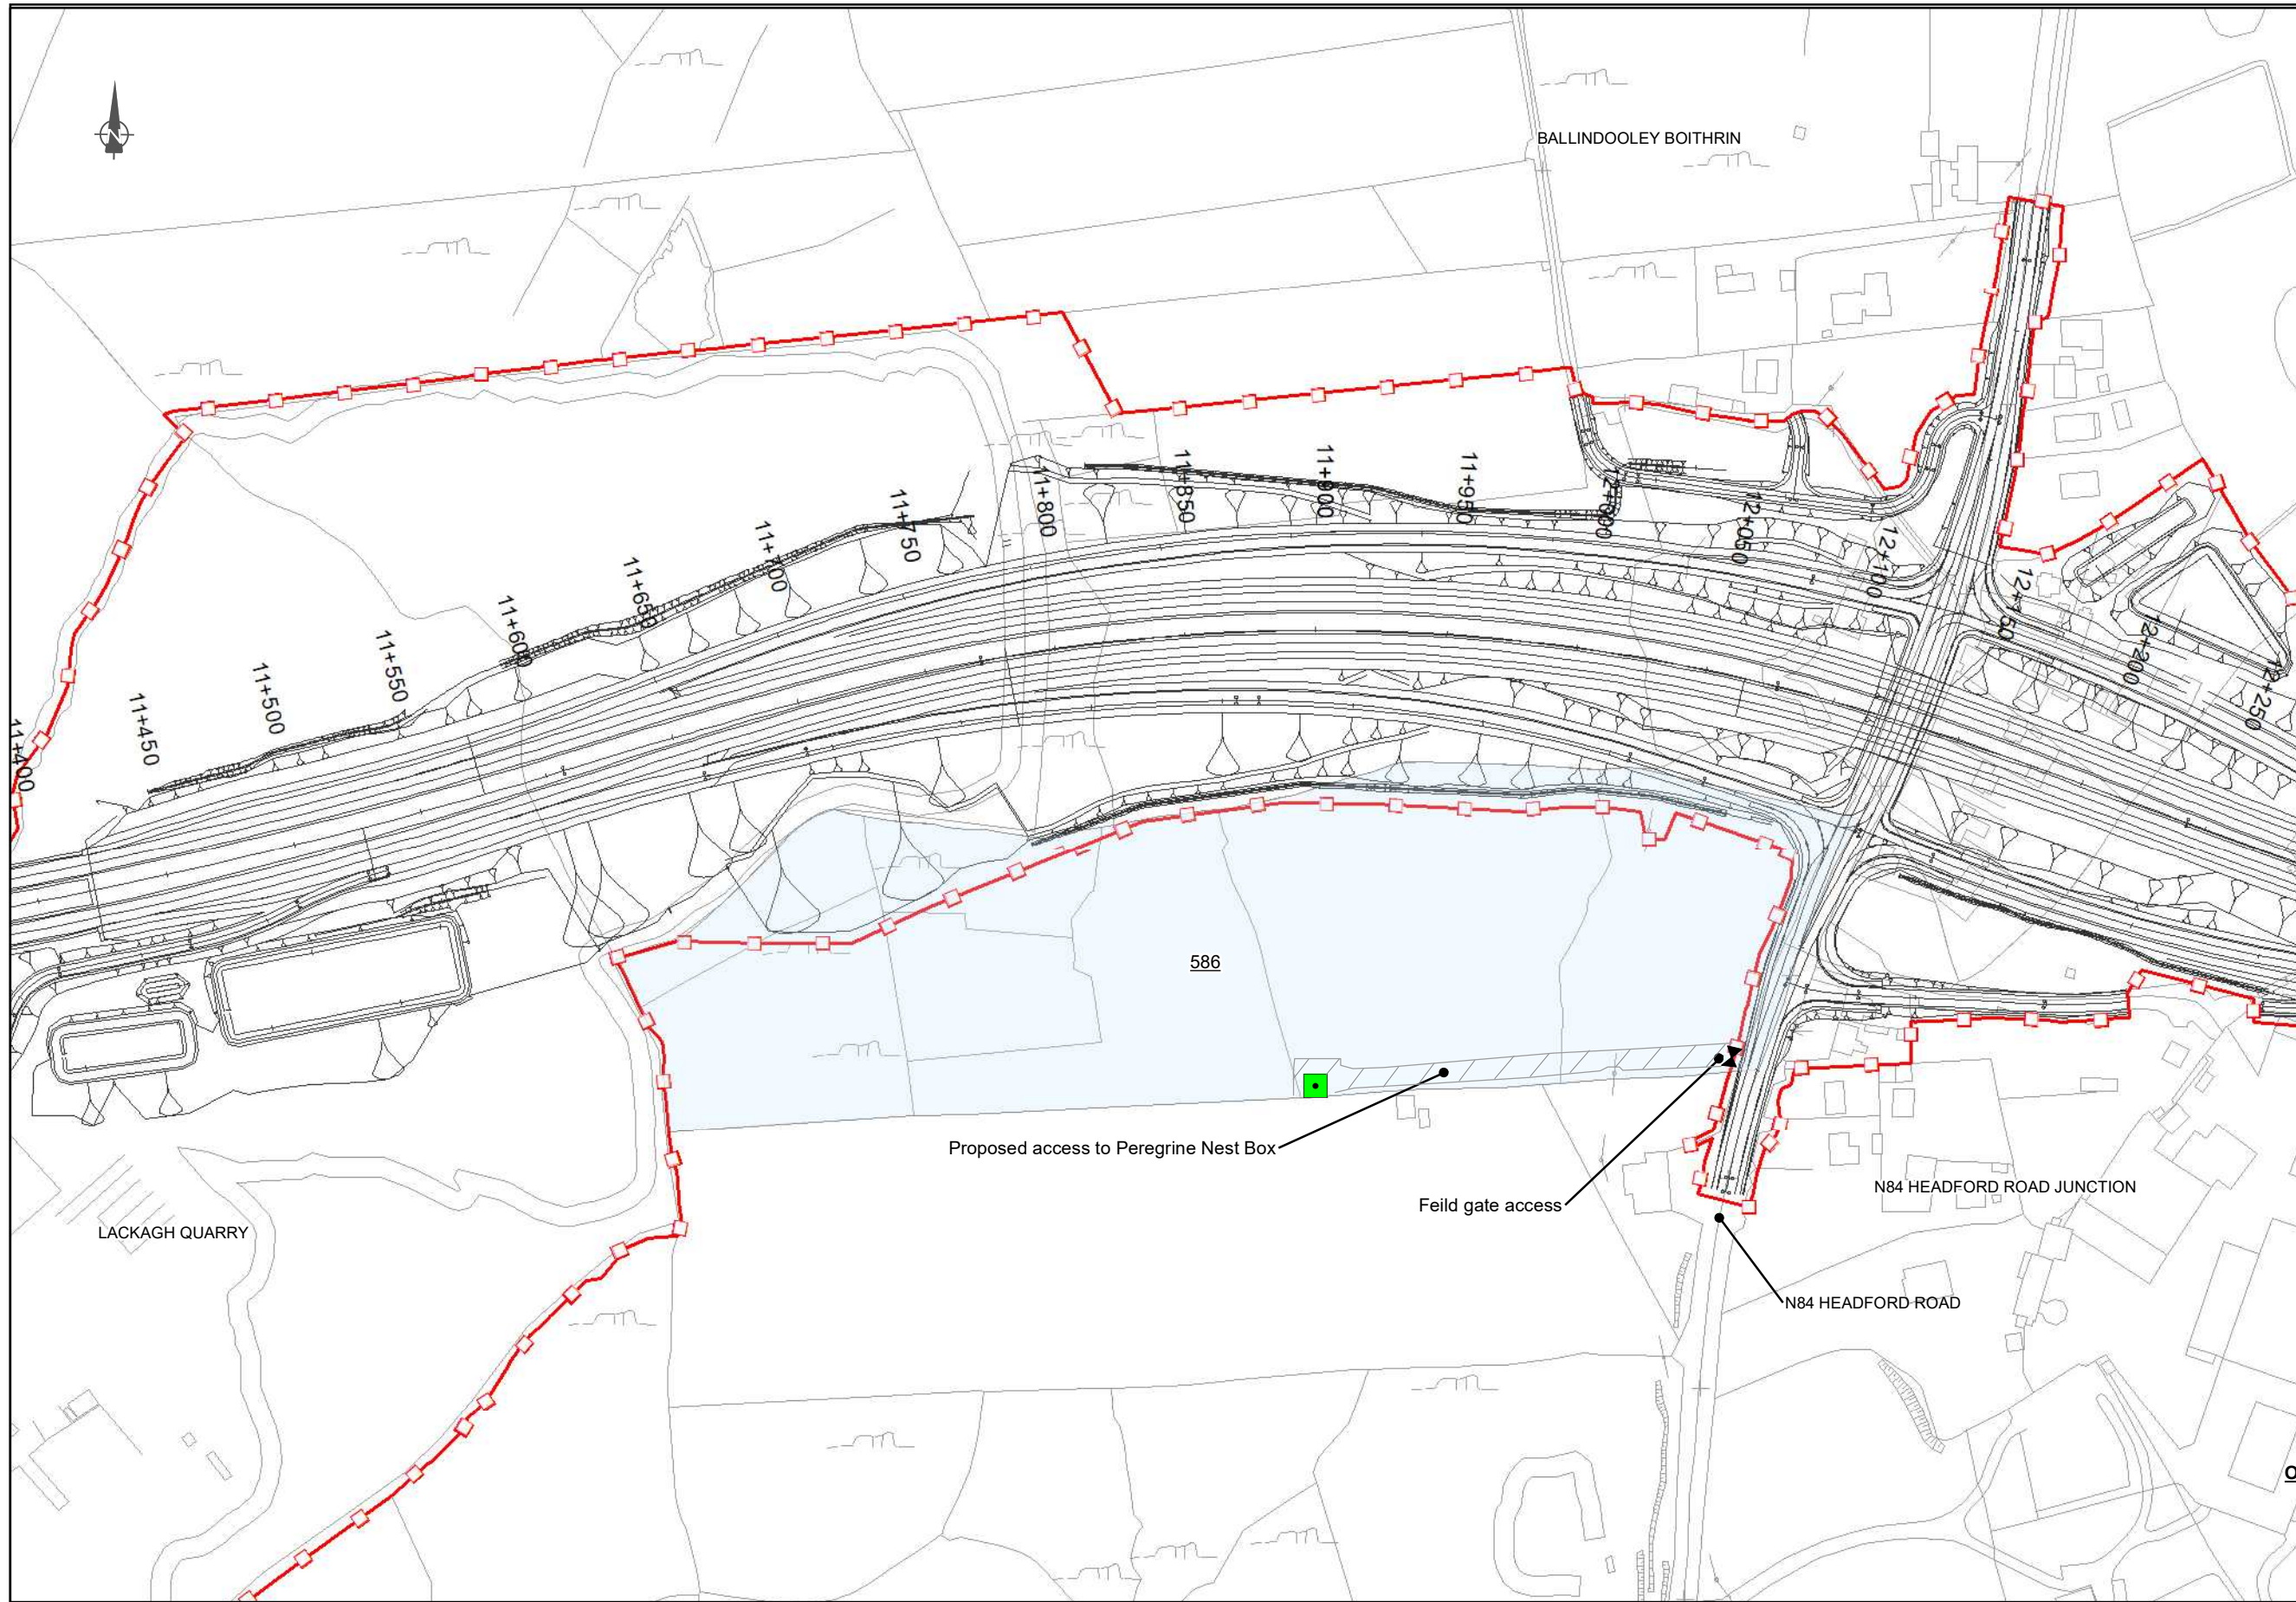 N
BALLINDOOLEY BOITHRIN
11+400
11+450
11+500
11+550
11+600
11+650
11+700
11+750
11+800
11+850
11+900
11+950
12+000
12+050
12+100
12+150
12+200
12+250
586
Proposed access to Peregrine Nest Box
Feild gate access
N84 HEADFORD ROAD JUNCTION
LACKAGH QUARRY
N84 HEADFORD ROAD